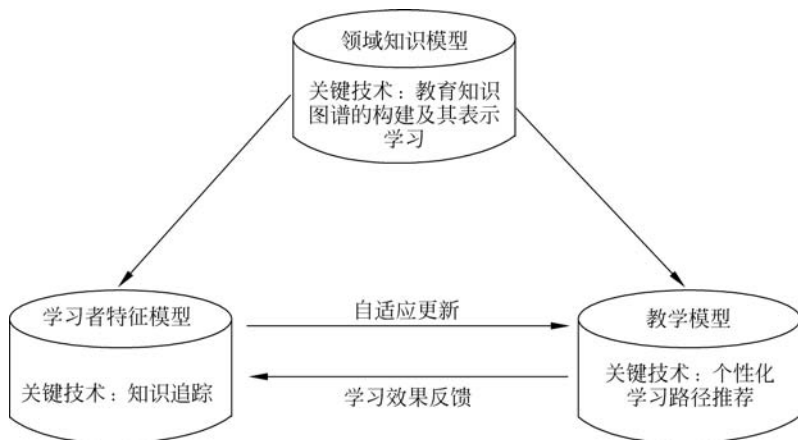 领域知识模型
关键技术：教育知识
图谱的构建及其表示
学习
学习者特征模型
关键技术：知识追踪
自适应更新
学习效果反馈
教学模型
关键技术：个性化
学习路径推荐